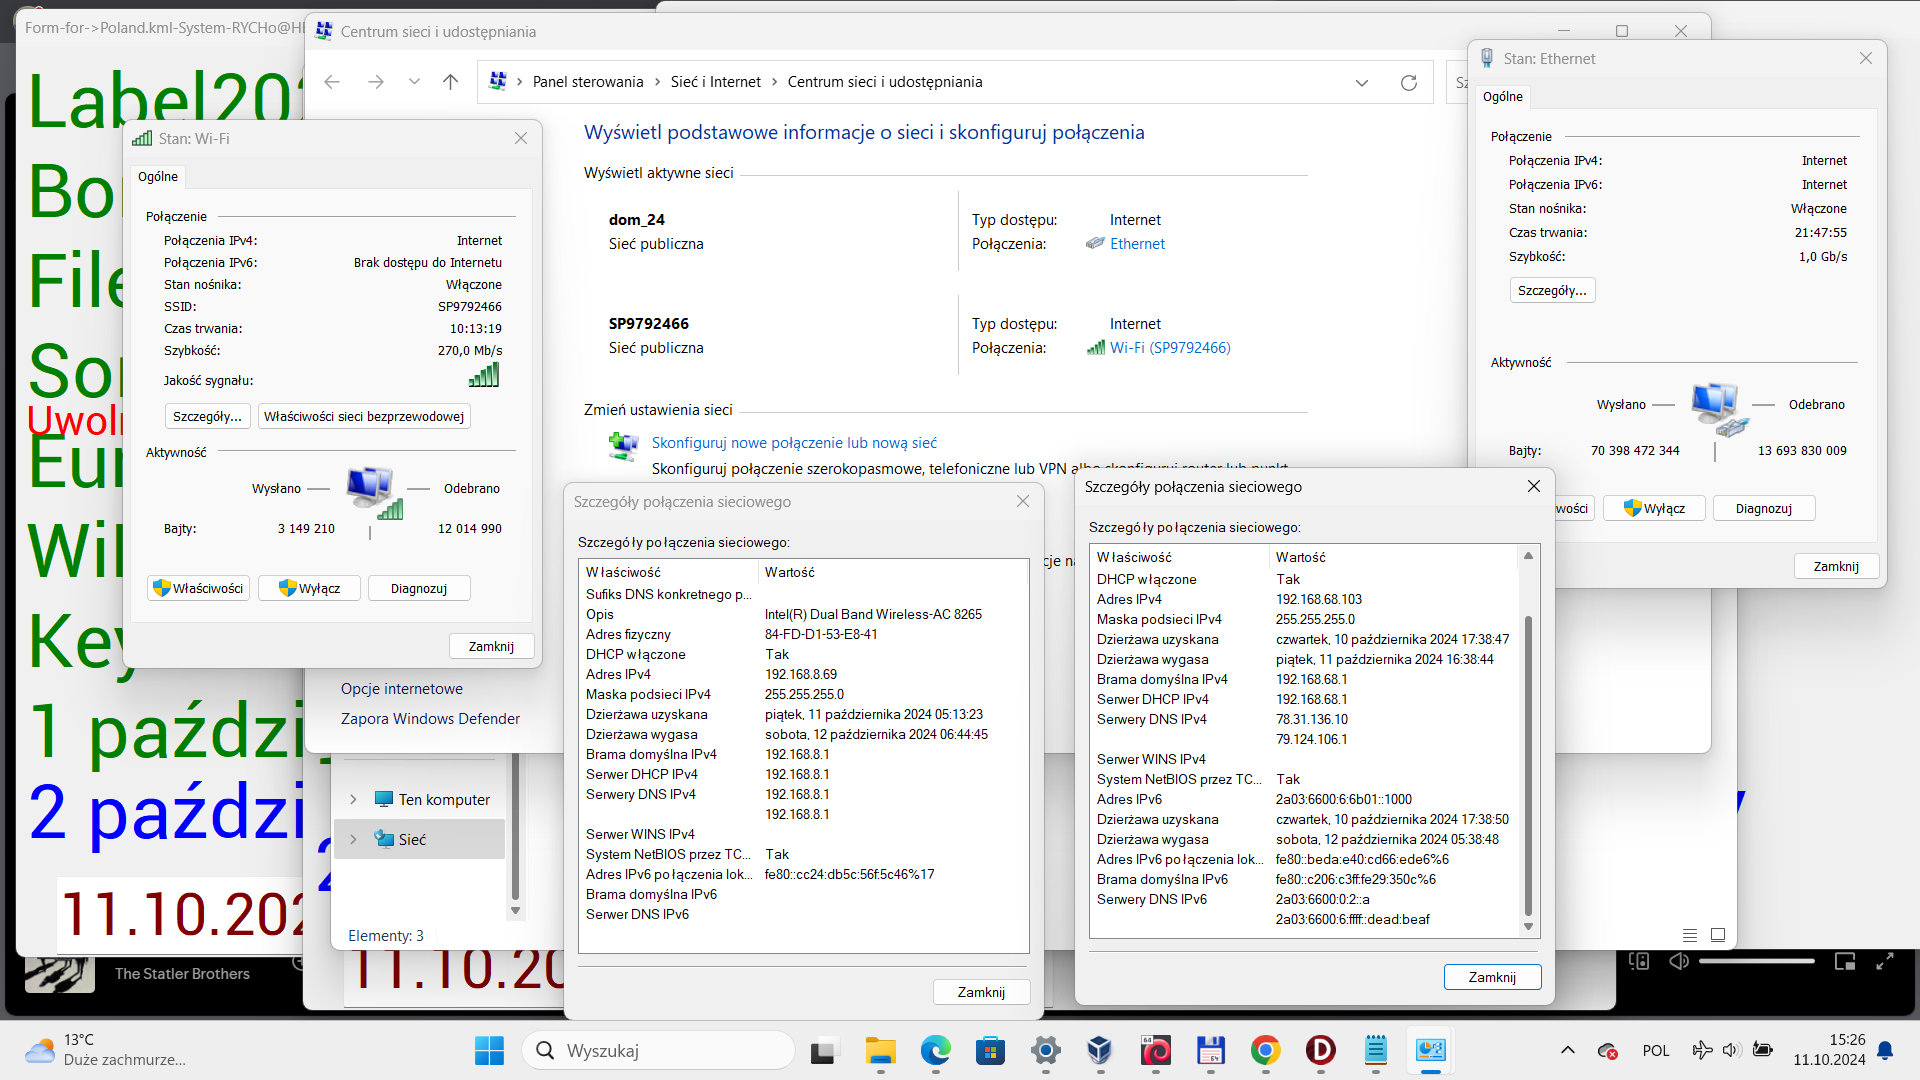 Form-for->Poland.kml-System-RYCHo@H
Label202
Bo
File
So
Uwoln
Eur
Wil
Key
1 paździ
2 paździ
11.10.202
The Statler Brothers
Centrum sieci i udostępniania
Panel sterowania > Sieć i Internet > Centrum sieci i udostępniania
Wyświetl podstawowe informacje o sieci i skonfiguruj połączenia
Wyświetl aktywne sieci
dom_24
Sieć publiczna
Typ dostępu: Internet
Połączenia: Ethernet
SP9792466
Sieć publiczna
Typ dostępu: Internet
Połączenia: Wi-Fi (SP9792466)
Zmień ustawienia sieci
Skonfiguruj nowe połączenie lub nową sieć
Skonfiguruj połączenie szerokopasmowe, telefoniczne lub VPN albo skonfiguruj router lub punkt
Opcje internetowe
Zapora Windows Defender
Ten komputer
Sieć
Elementy: 3
11.10.20
Stan: Wi-Fi
Ogólne
Połączenie
Połączenia IPv4: Internet
Połączenia IPv6: Brak dostępu do Internetu
Stan nośnika: Włączone
SSID: SP9792466
Czas trwania: 10:13:19
Szybkość: 270,0 Mb/s
Jakość sygnału:
Szczegóły... Właściwości sieci bezprzewodowej
Aktywność
Wysłano Odebrano
Bajty: 3 149 210 12 014 990
Właściwości Wyłącz Diagnozuj
Zamknij
Stan: Ethernet
Ogólne
Połączenie
Połączenia IPv4: Internet
Połączenia IPv6: Internet
Stan nośnika: Włączone
Czas trwania: 21:47:55
Szybkość: 1,0 Gb/s
Szczegóły...
Aktywność
Wysłano Odebrano
Bajty: 70 398 472 344 13 693 830 009
wości Wyłącz Diagnozuj
Zamknij
Szczegóły połączenia sieciowego
Szczegóły połączenia sieciowego:
Właściwość Wartość
Sufiks DNS konkretnego p...
Opis Intel(R) Dual Band Wireless-AC 8265
Adres fizyczny 84-FD-D1-53-E8-41
DHCP włączone Tak
Adres IPv4 192.168.8.69
Maska podsieci IPv4 255.255.255.0
Dzierżawa uzyskana piątek, 11 października 2024 05:13:23
Dzierżawa wygasa sobota, 12 października 2024 06:44:45
Brama domyślna IPv4 192.168.8.1
Serwer DHCP IPv4 192.168.8.1
Serwery DNS IPv4 192.168.8.1
192.168.8.1
Serwer WINS IPv4
System NetBIOS przez TC... Tak
Adres IPv6 połączenia lok... fe80::cc24:db5c:56f:5c46%17
Brama domyślna IPv6
Serwer DNS IPv6
Zamknij
Szczegóły połączenia sieciowego
Szczegóły połączenia sieciowego:
Właściwość Wartość
DHCP włączone Tak
Adres IPv4 192.168.68.103
Maska podsieci IPv4 255.255.255.0
Dzierżawa uzyskana czwartek, 10 października 2024 17:38:47
Dzierżawa wygasa piątek, 11 października 2024 16:38:44
Brama domyślna IPv4 192.168.68.1
Serwer DHCP IPv4 192.168.68.1
Serwery DNS IPv4 78.31.136.10
79.124.106.1
Serwer WINS IPv4
System NetBIOS przez TC... Tak
Adres IPv6 2a03:6600:6:6b01::1000
Dzierżawa uzyskana czwartek, 10 października 2024 17:38:50
Dzierżawa wygasa sobota, 12 października 2024 05:38:48
Adres IPv6 połączenia lok... fe80::beda:e40:cd66:ede6%6
Brama domyślna IPv6 fe80::c206:c3ff:fe29:350c%6
Serwery DNS IPv6 2a03:6600:0:2::a
2a03:6600:6:ffff::dead:beaf
Zamknij
13°C
Duże zachmurze...
Wyszukaj
POL
15:26
11.10.2024